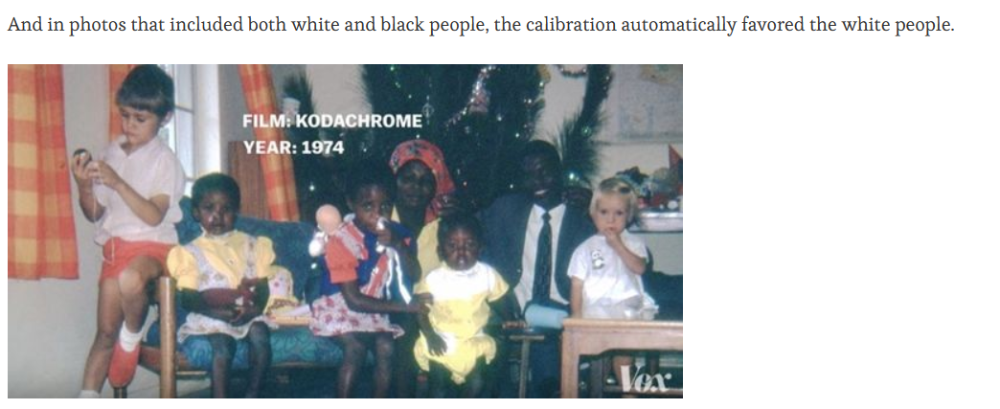 And in photos that included both white and black people, the calibration automatically favored the white people.
FILM: KODACHROME
YEAR: 1974
Vox